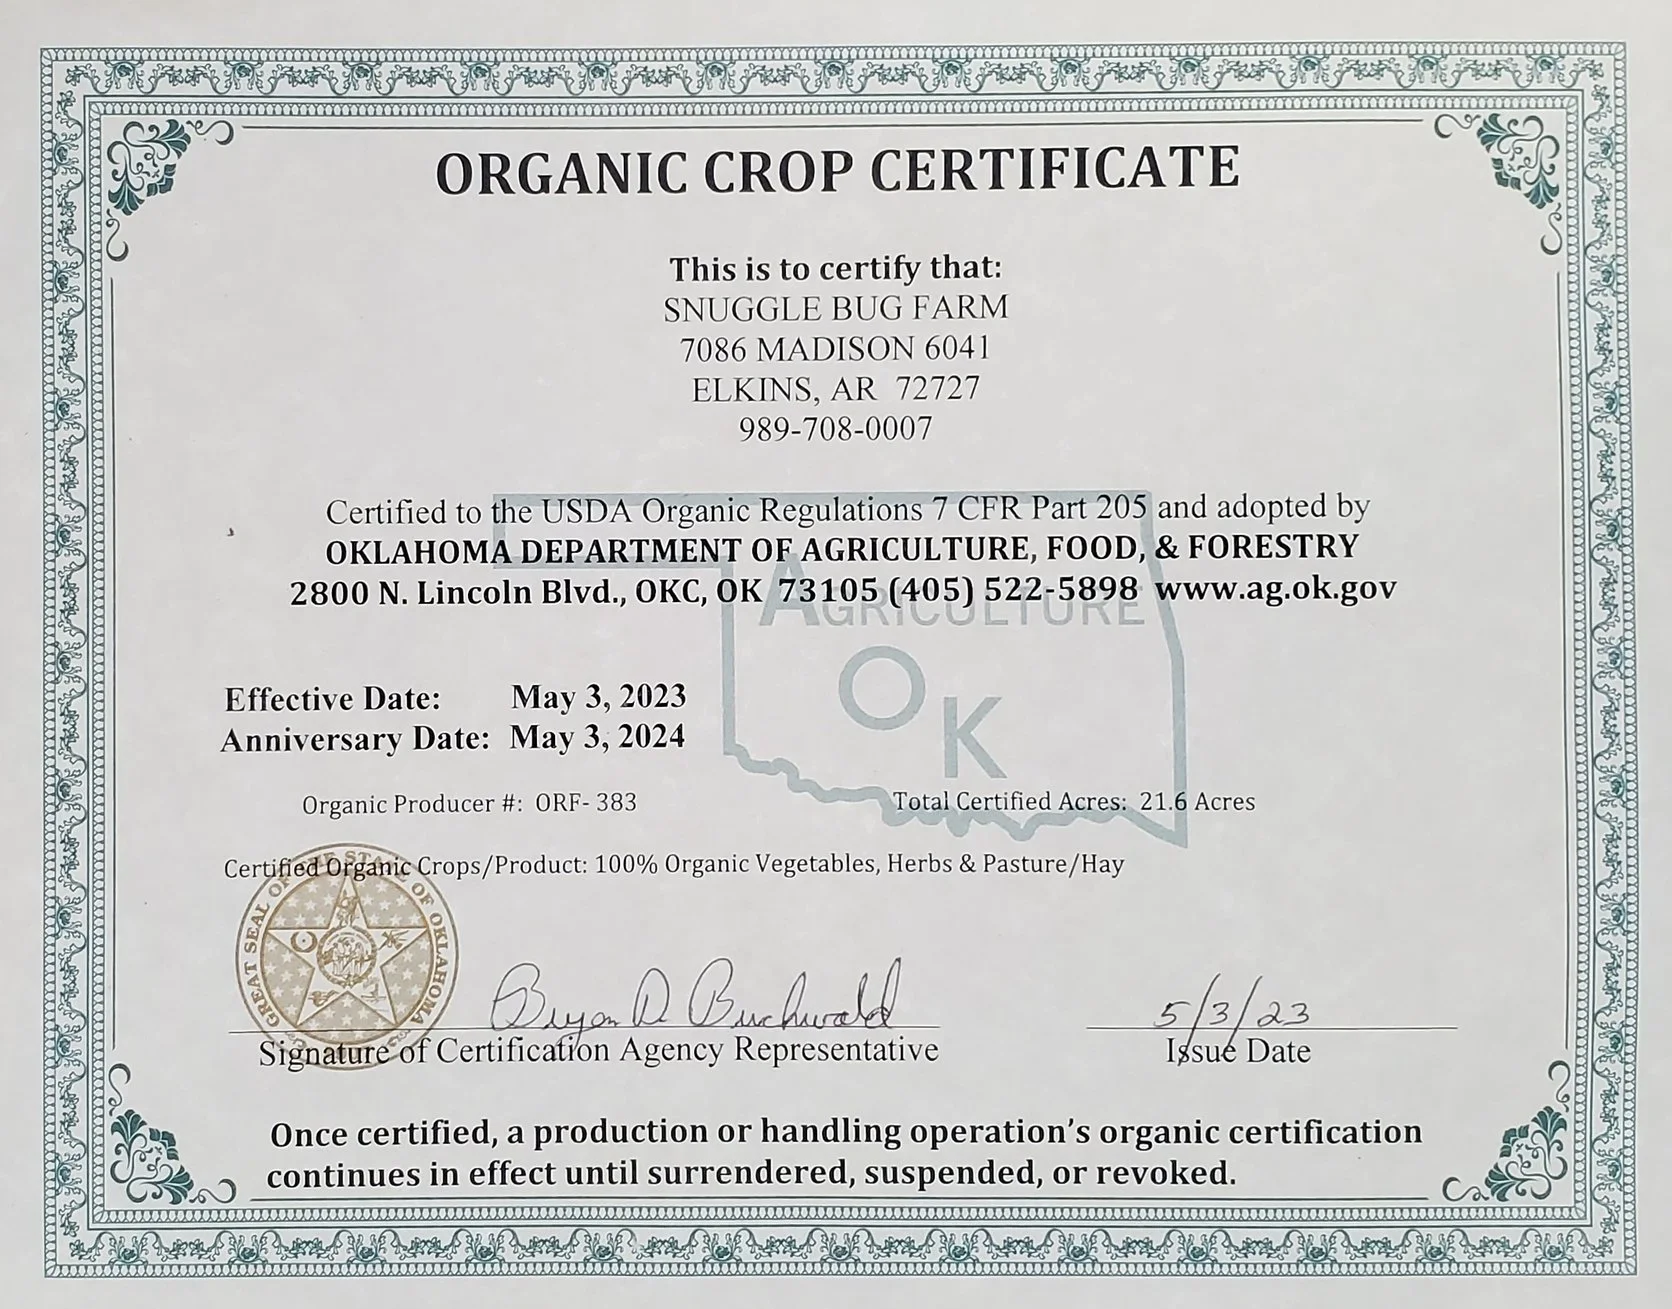 ORGANIC CROP CERTIFICATE
This is to certify that:
SNUGGLE BUG FARM
7086 MADISON 6041
ELKINS, AR 72727
989-708-0007
Certified to the USDA Organic Regulations 7 CFR Part 205 and adopted by
OKLAHOMA DEPARTMENT OF AGRICULTURE, FOOD, & FORESTRY
2800 N. Lincoln Blvd., OKC, OK 73105 (405) 522-5898 www.ag.ok.gov
AGRICULTURE
OK
Effective Date: May 3, 2023
Anniversary Date: May 3, 2024
Organic Producer #: ORF- 383 Total Certified Acres: 21.6 Acres
Certified Organic Crops/Product: 100% Organic Vegetables, Herbs & Pasture/Hay
GREAT SEAL OF THE STATE OF OKLAHOMA
Bryan D Buchwald 5/3/23
Signature of Certification Agency Representative Issue Date
Once certified, a production or handling operation's organic certification
continues in effect until surrendered, suspended, or revoked.